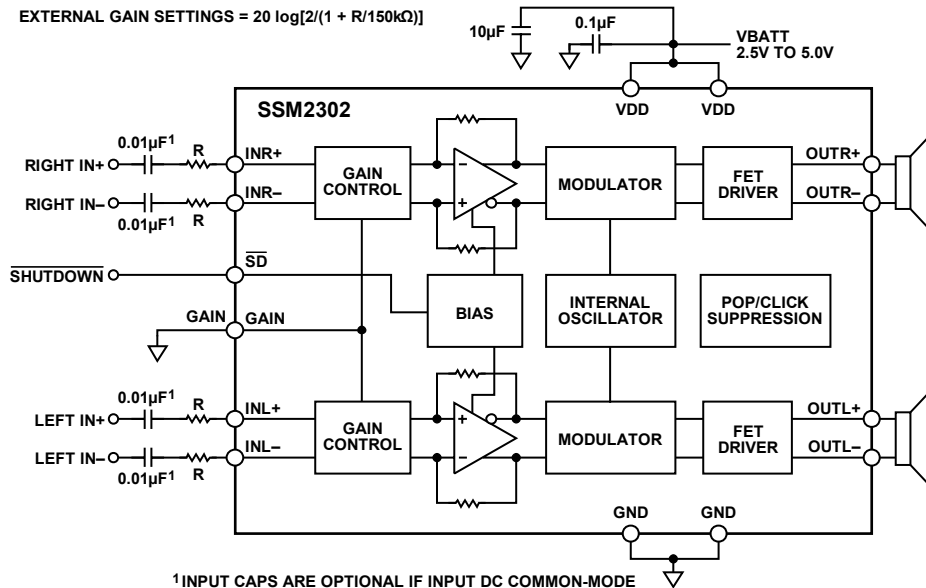 EXTERNAL GAIN SETTINGS = 20 log[2/(1 + R/150kΩ)]
10µF
0.1µF
VBATT
2.5V TO 5.0V
SSM2302
VDD
VDD
0.01µF¹
R
RIGHT IN+
INR+
RIGHT IN–
INR–
0.01µF¹
R
GAIN
CONTROL
–
+
MODULATOR
FET
DRIVER
OUTR+
OUTR–
SHUTDOWN
SD
BIAS
INTERNAL
OSCILLATOR
POP/CLICK
SUPPRESSION
GAIN
GAIN
0.01µF¹
R
LEFT IN+
INL+
LEFT IN–
INL–
0.01µF¹
R
GAIN
CONTROL
+
–
MODULATOR
FET
DRIVER
OUTL+
OUTL–
GND
GND
¹ INPUT CAPS ARE OPTIONAL IF INPUT DC COMMON-MODE